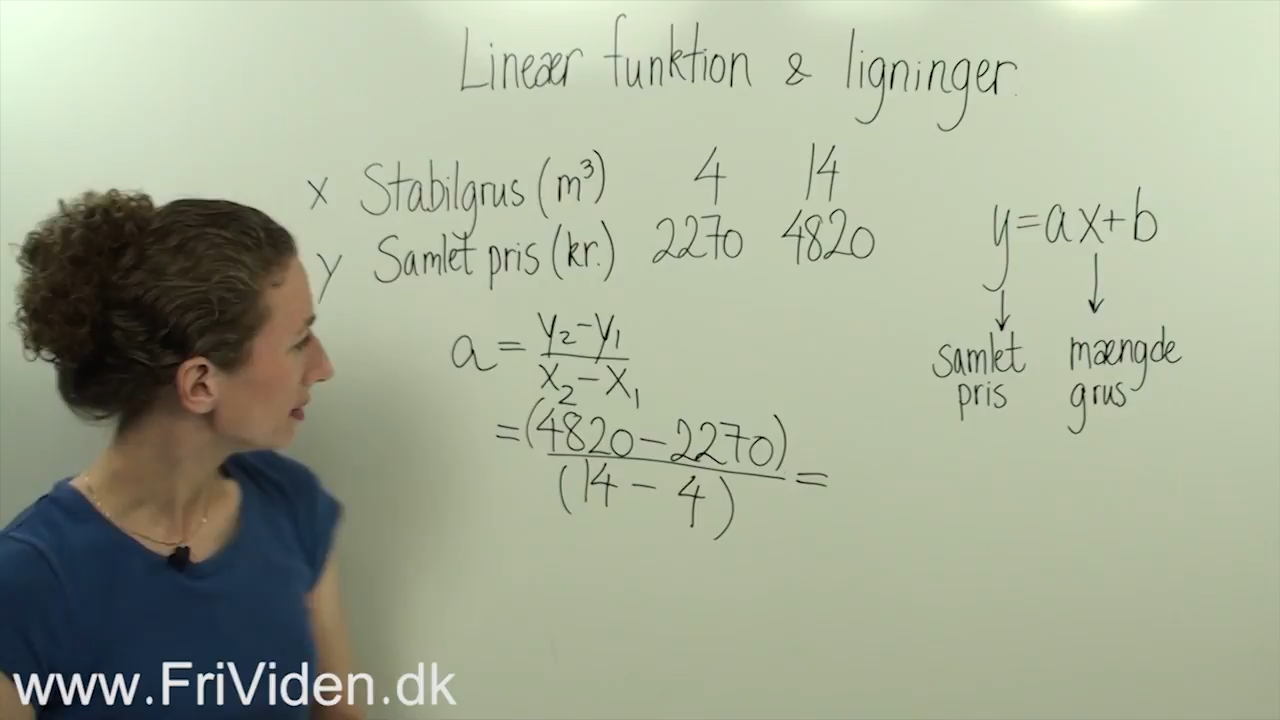 Lineær funktion & ligninger.
x Stabilgrus (m³) 4 14
y Samlet pris (kr.) 2270 4820
y=ax+b
samlet pris
mængde grus
a = y₂-y₁ / x₂-x₁
= (4820-2270) / (14-4) =
www.FriViden.dk